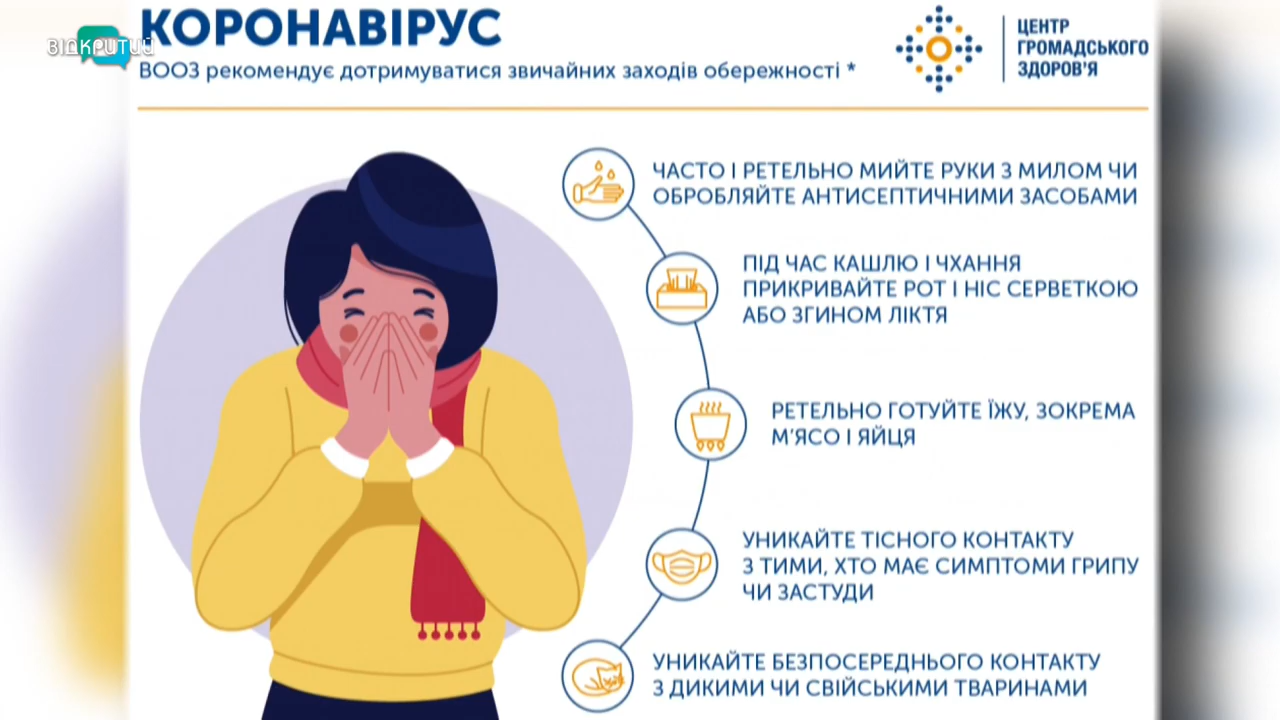 ВІДКРИТИЙ
КОРОНАВІРУС
ВООЗ рекомендує дотримуватися звичайних заходів обережності *
ЦЕНТР
ГРОМАДСЬКОГО
ЗДОРОВ'Я
ЧАСТО І РЕТЕЛЬНО МИЙТЕ РУКИ З МИЛОМ ЧИ
ОБРОБЛЯЙТЕ АНТИСЕПТИЧНИМИ ЗАСОБАМИ
ПІД ЧАС КАШЛЮ І ЧХАННЯ
ПРИКРИВАЙТЕ РОТ І НІС СЕРВЕТКОЮ
АБО ЗГИНОМ ЛІКТЯ
РЕТЕЛЬНО ГОТУЙТЕ ЇЖУ, ЗОКРЕМА
М'ЯСО І ЯЙЦЯ
УНИКАЙТЕ ТІСНОГО КОНТАКТУ
З ТИМИ, ХТО МАЄ СИМПТОМИ ГРИПУ
ЧИ ЗАСТУДИ
УНИКАЙТЕ БЕЗПОСЕРЕДНЬОГО КОНТАКТУ
З ДИКИМИ ЧИ СВІЙСЬКИМИ ТВАРИНАМИ